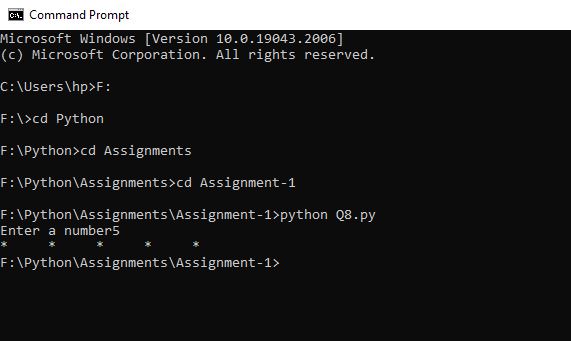 Command Prompt
Microsoft Windows [Version 10.0.19043.2006]
(c) Microsoft Corporation. All rights reserved.
C:\Users\hp>F:
F:\>cd Python
F:\Python>cd Assignments
F:\Python\Assignments>cd Assignment-1
F:\Python\Assignments\Assignment-1>python Q8.py
Enter a number5
*     *     *     *     *
F:\Python\Assignments\Assignment-1>